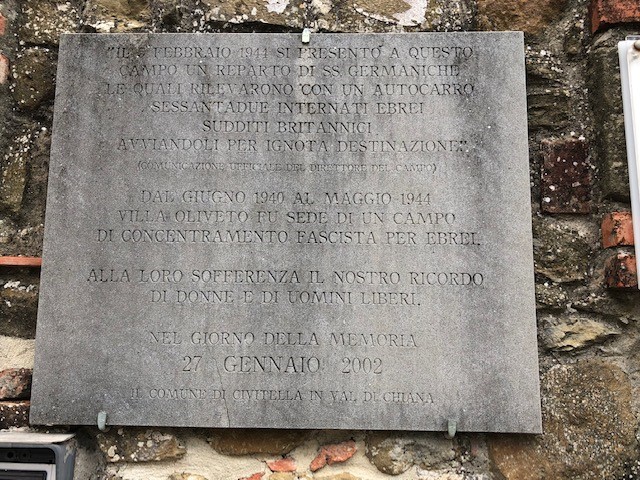 "IL 5 FEBBRAIO 1944 SI PRESENTÒ A QUESTO
CAMPO UN REPARTO DI SS GERMANICHE
LE QUALI RILEVARONO CON UN AUTOCARRO
SESSANTADUE INTERNATI EBREI
SUDDITI BRITANNICI
AVVIANDOLI PER IGNOTA DESTINAZIONE".
(COMUNICAZIONE UFFICIALE DEL DIRETTORE DEL CAMPO)
DAL GIUGNO 1940 AL MAGGIO 1944
VILLA OLIVETO FU SEDE DI UN CAMPO
DI CONCENTRAMENTO FASCISTA PER EBREI.
ALLA LORO SOFFERENZA IL NOSTRO RICORDO
DI DONNE E DI UOMINI LIBERI.
NEL GIORNO DELLA MEMORIA
27 GENNAIO 2002
IL COMUNE DI CIVITELLA IN VAL DI CHIANA